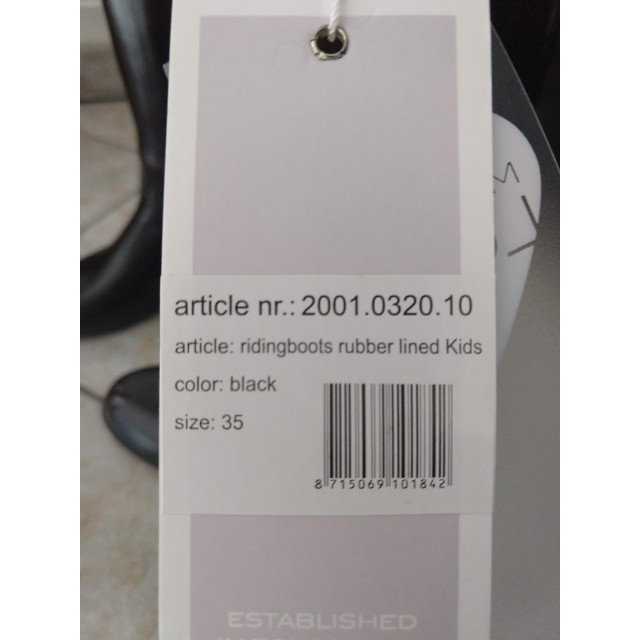 article nr.: 2001.0320.10
article: ridingboots rubber lined Kids
color: black
size: 35
8 715069 101842
ESTABLISHED